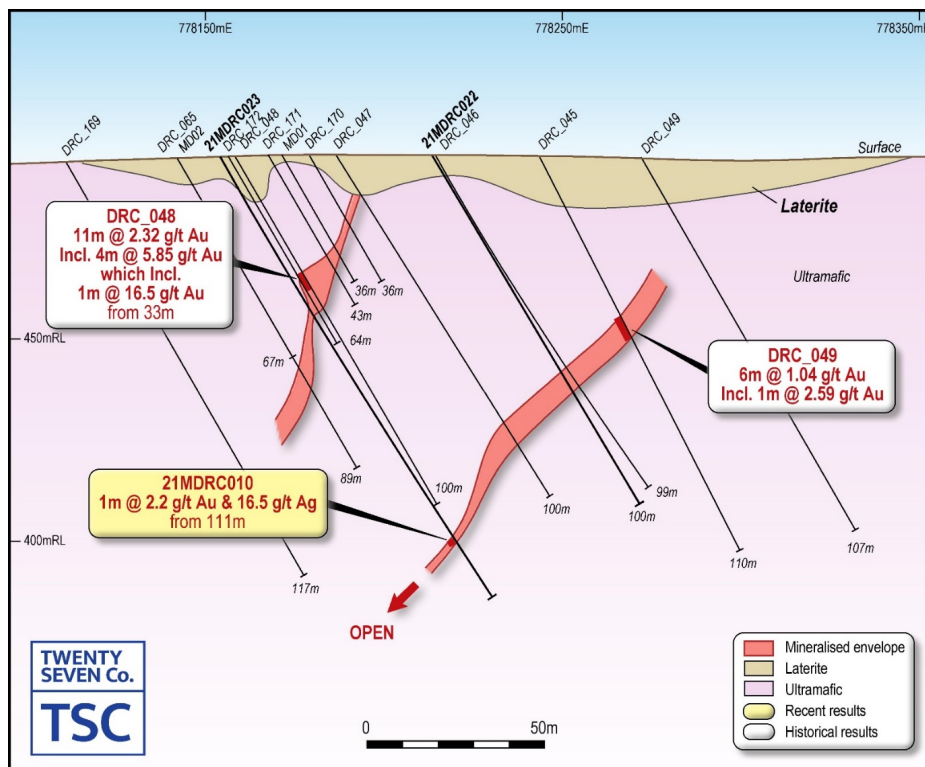 778150mE
778250mE
778350mE
DRC_169
DRC_065
MD02
21MDRC023
DRC_172
DRC_048
DRC_171
MD01
DRC_170
DRC_047
21MDRC022
DRC_046
DRC_045
DRC_049
Surface
Laterite
Ultramafic
DRC_048
11m @ 2.32 g/t Au
Incl. 4m @ 5.85 g/t Au
which Incl.
1m @ 16.5 g/t Au
from 33m
36m
36m
43m
64m
67m
450mRL
DRC_049
6m @ 1.04 g/t Au
Incl. 1m @ 2.59 g/t Au
89m
100m
100m
99m
100m
21MDRC010
1m @ 2.2 g/t Au & 16.5 g/t Ag
from 111m
400mRL
117m
110m
107m
OPEN
TWENTY
SEVEN Co.
TSC
0
50m
Mineralised envelope
Laterite
Ultramafic
Recent results
Historical results